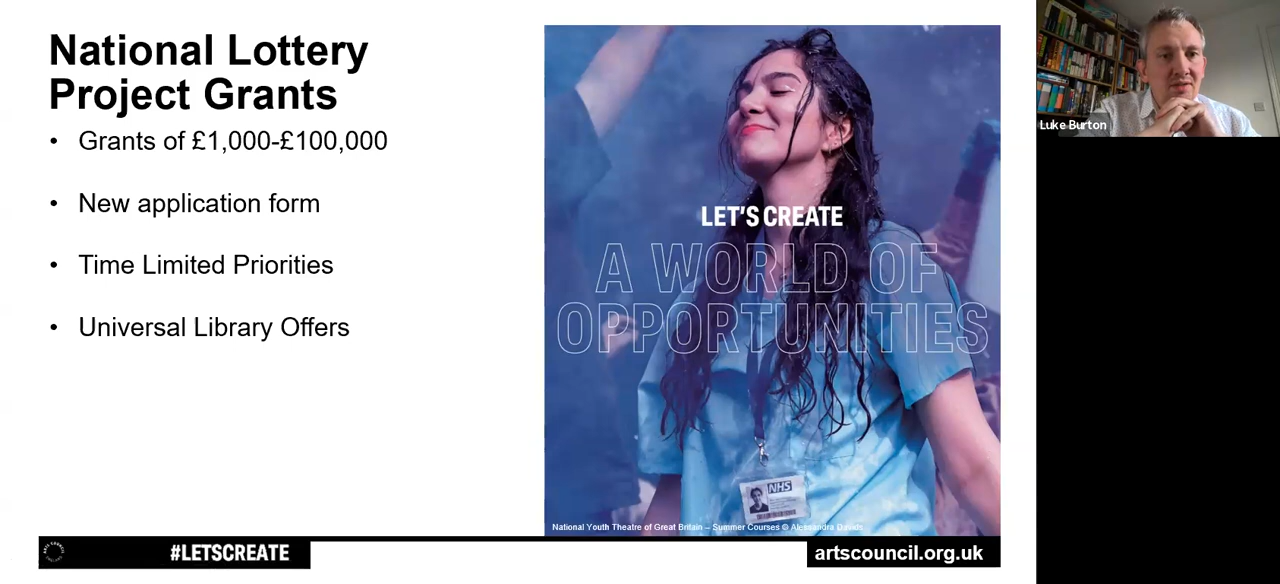 National Lottery
Project Grants
• Grants of £1,000-£100,000
• New application form
• Time Limited Priorities
• Universal Library Offers
LET'S CREATE
A WORLD OF
OPPORTUNITIES
NHS
National Youth Theatre of Great Britain – Summer Courses © Alessandra Davids
#LETSCREATE
artscouncil.org.uk
Luke Burton